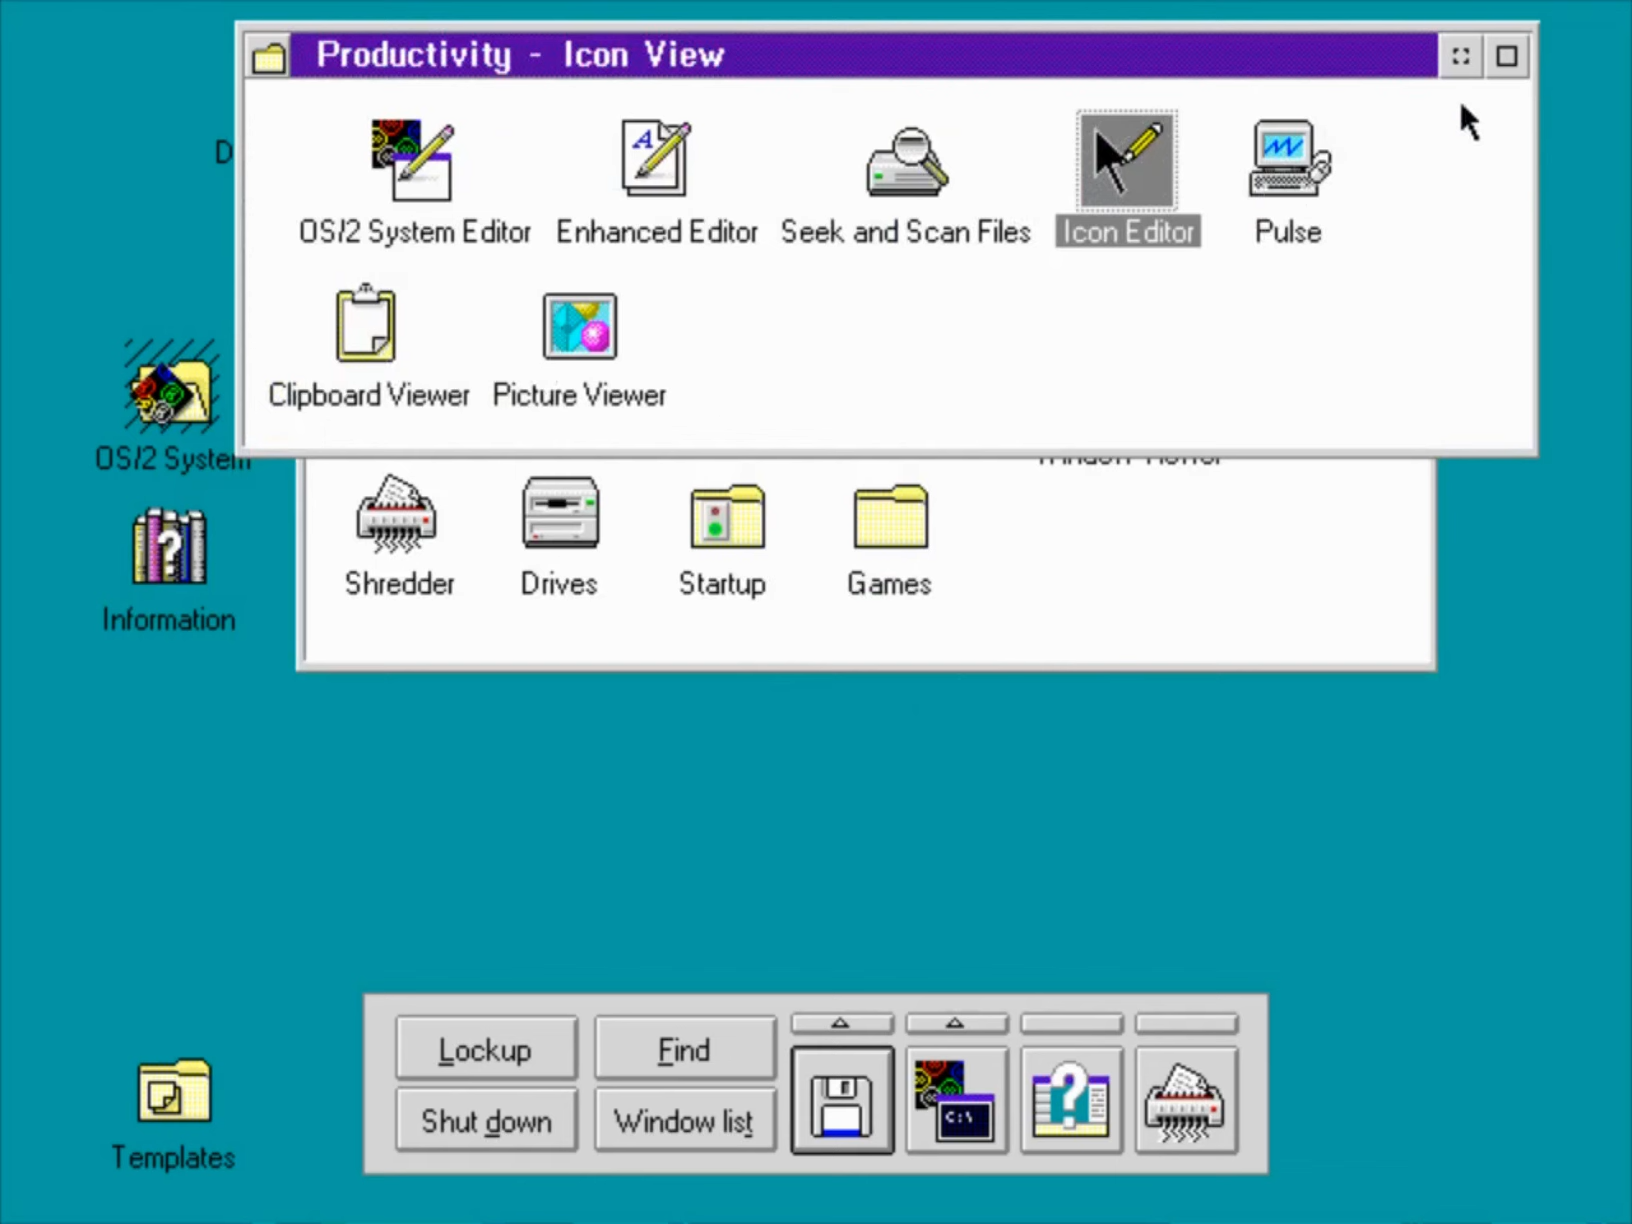 Productivity - Icon View
D
OS/2 System Editor
Enhanced Editor
Seek and Scan Files
Icon Editor
Pulse
Clipboard Viewer
Picture Viewer
OS/2 System
Shredder
Drives
Startup
Games
Information
Lockup
Find
Shut down
Window list
C:\
Templates